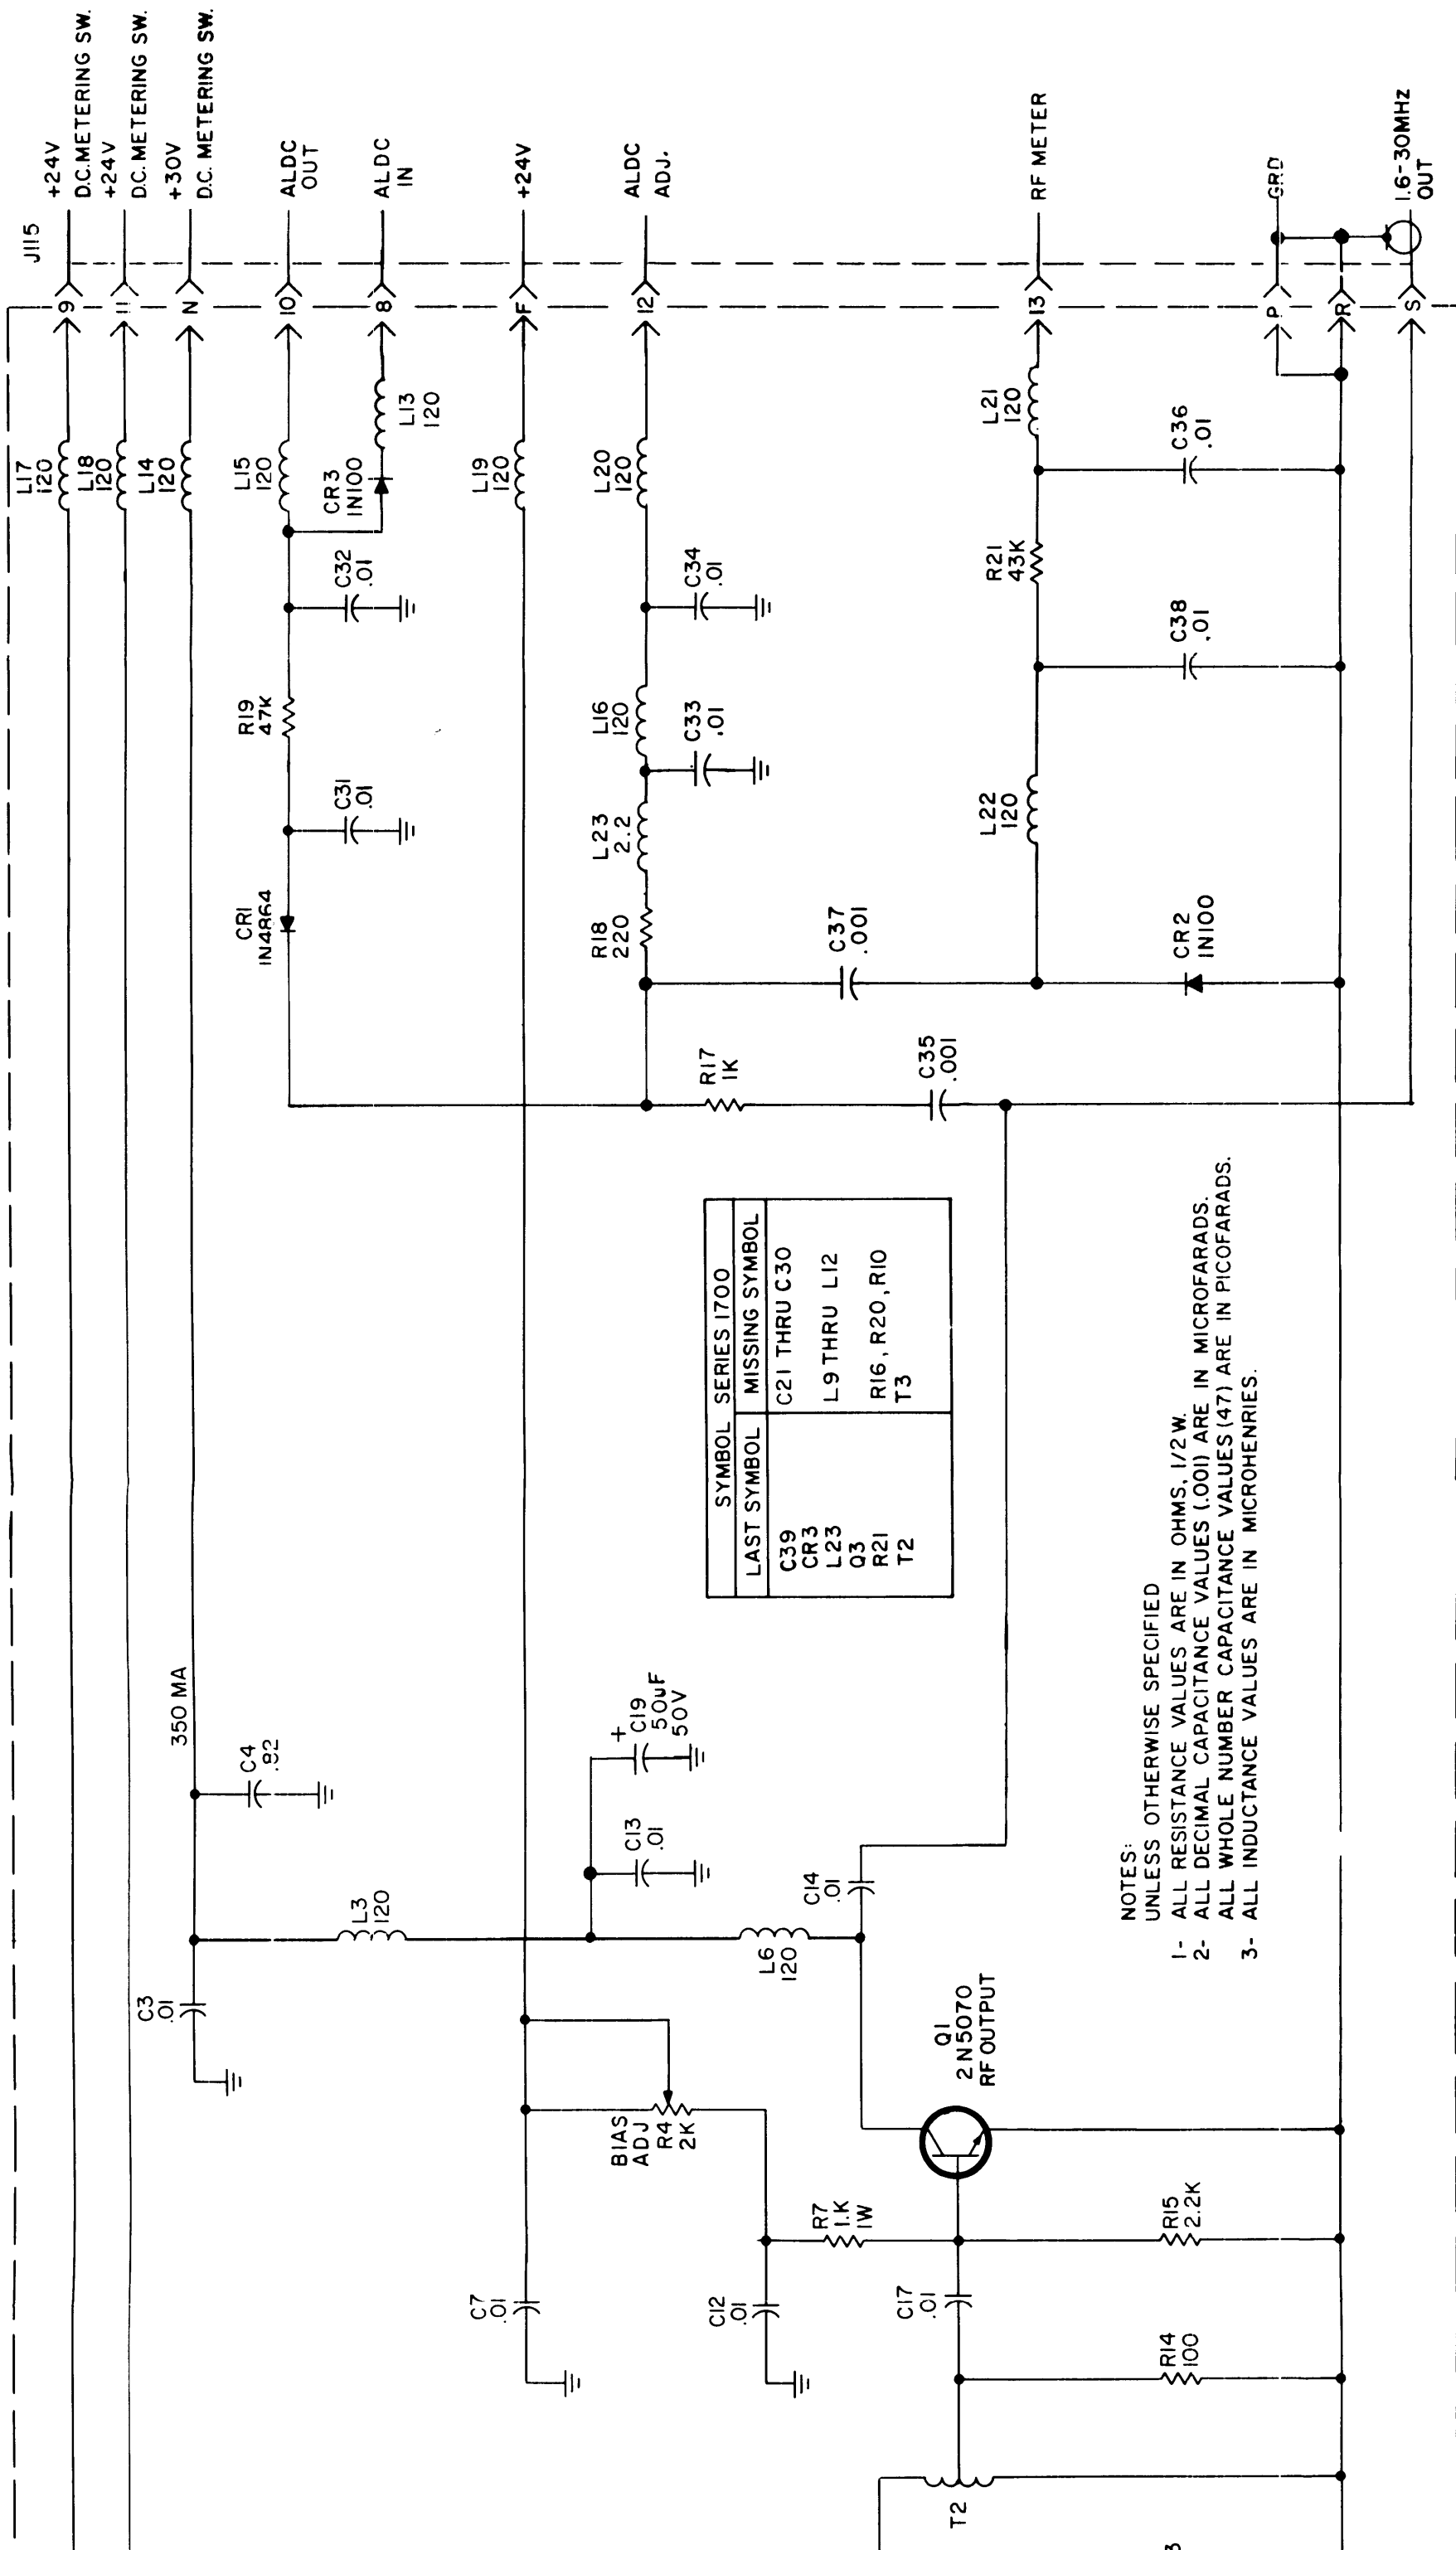 J115
+24V
D.C. METERING SW.
+24V
D.C. METERING SW.
+30V
D.C. METERING SW.
ALDC
OUT
ALDC
IN
+24V
ALDC
ADJ.
RF METER
GRD
1.6-30MHz
OUT
9
11
N
10
8
F
12
13
P
R
S
L17
120
L18
120
L14
120
L15
120
CR3
IN100
L13
120
L19
120
L20
120
L21
120
C32
.01
C34
.01
R21
43K
C36
.01
C38
.01
R19
47K
L16
120
C33
.01
C31
.01
L23
2.2
L22
120
CR1
IN4864
R18
220
C37
.001
CR2
IN100
R17
1K
C35
.001
SYMBOL SERIES 1700
LAST SYMBOL
MISSING SYMBOL
C39
CR3
L23
Q3
R21
T2
C21 THRU C30
L9 THRU L12
R16, R20, R10
T3
350 MA
C4
.82
C19
50uF
50V
+
C13
.01
L3
120
C14
.01
C3
.01
L6
120
NOTES:
UNLESS OTHERWISE SPECIFIED
1- ALL RESISTANCE VALUES ARE IN OHMS, 1/2W.
2- ALL DECIMAL CAPACITANCE VALUES (.001) ARE IN MICROFARADS.
ALL WHOLE NUMBER CAPACITANCE VALUES (47) ARE IN PICOFARADS.
3- ALL INDUCTANCE VALUES ARE IN MICROHENRIES.
Q1
2N5070
RF OUTPUT
BIAS
ADJ
R4
2K
R7
1.K
1W
R15
2.2K
C7
.01
C12
.01
C17
.01
R14
100
T2